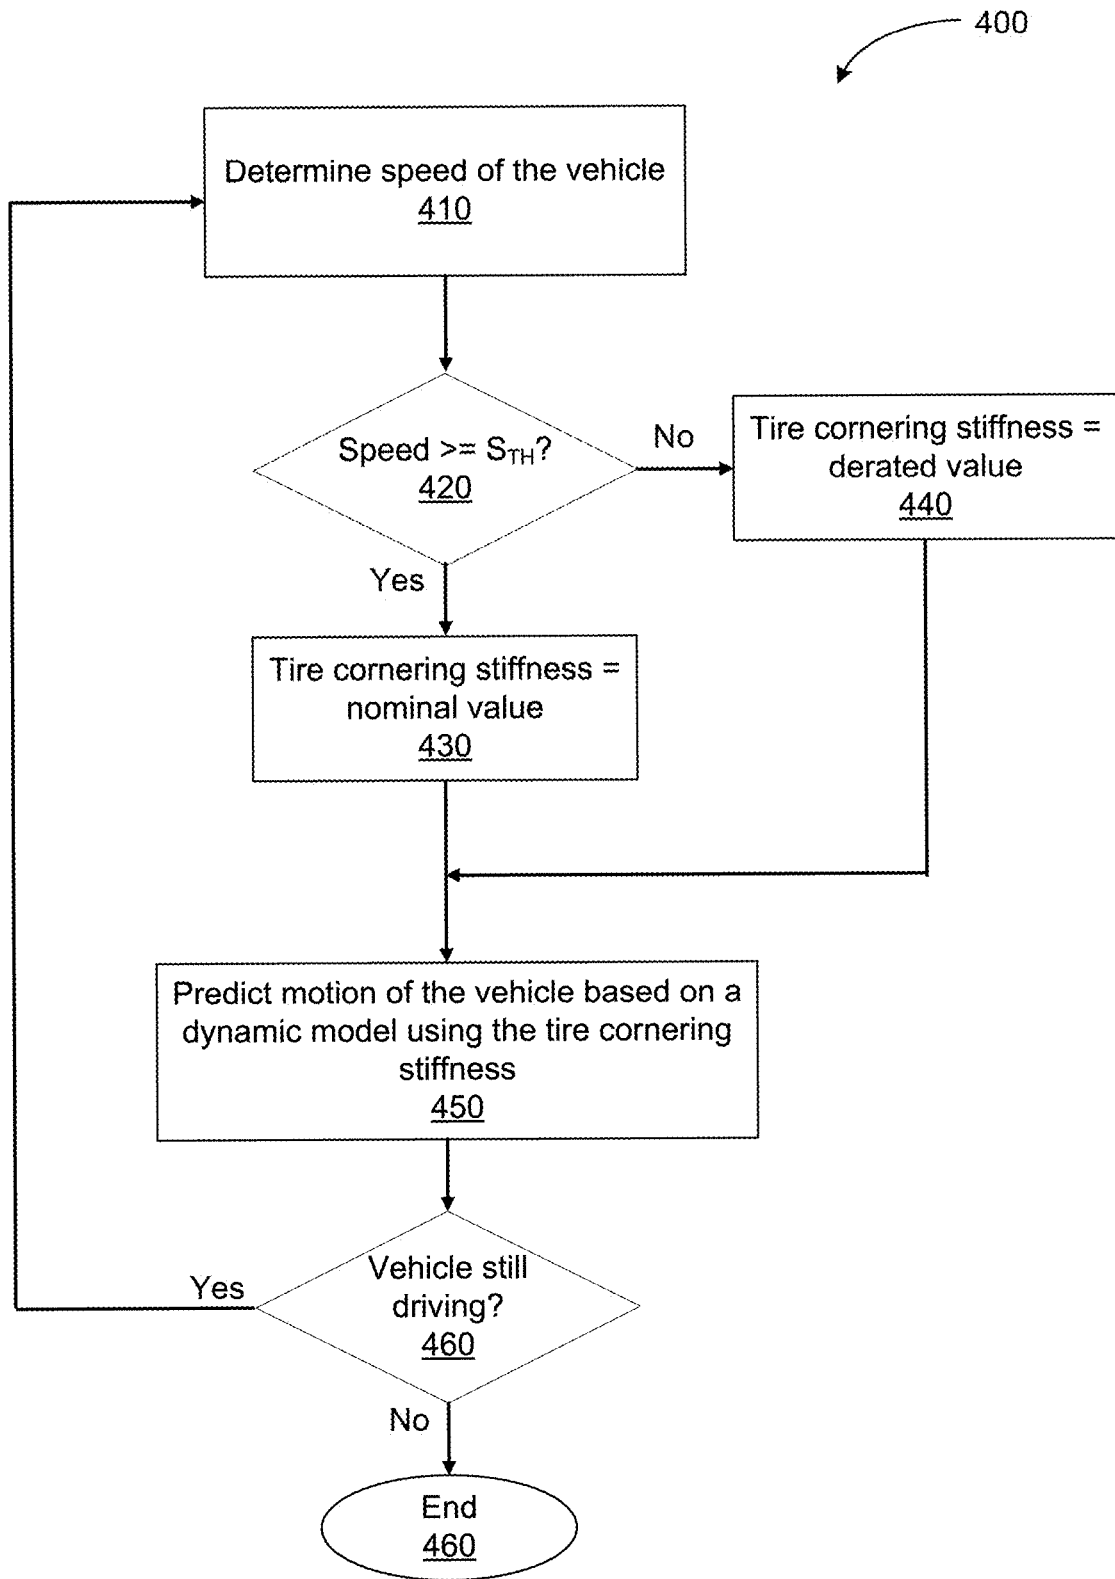 400
Determine speed of the vehicle
410
Speed >= STH?
420
No
Tire cornering stiffness =
derated value
440
Yes
Tire cornering stiffness =
nominal value
430
Predict motion of the vehicle based on a
dynamic model using the tire cornering
stiffness
450
Yes
Vehicle still
driving?
460
No
End
460